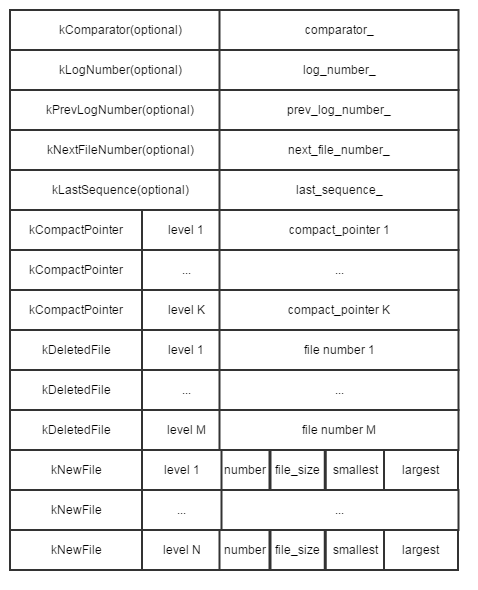 kComparator(optional) comparator_
kLogNumber(optional) log_number_
kPrevLogNumber(optional) prev_log_number_
kNextFileNumber(optional) next_file_number_
kLastSequence(optional) last_sequence_
kCompactPointer level 1 compact_pointer 1
kCompactPointer ... ...
kCompactPointer level K compact_pointer K
kDeletedFile level 1 file number 1
kDeletedFile ... ...
kDeletedFile level M file number M
kNewFile level 1 number file_size smallest largest
kNewFile ... ...
kNewFile level N number file_size smallest largest